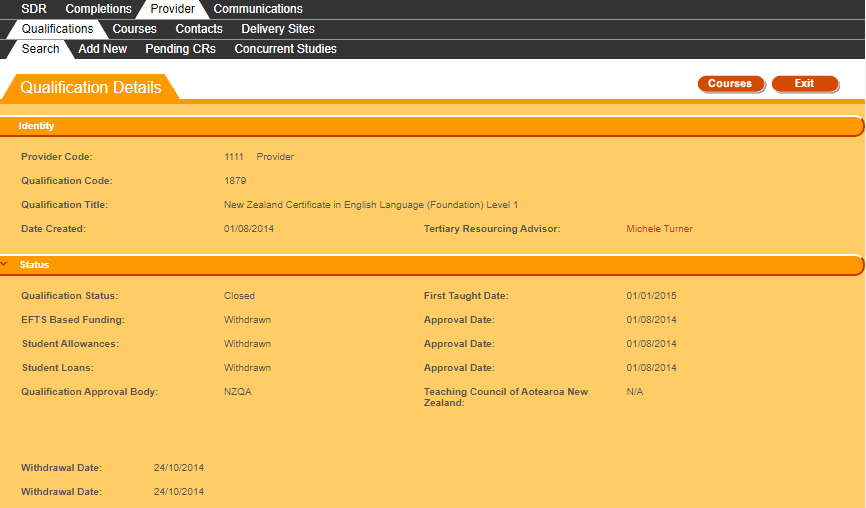 SDR Completions Provider Communications
Qualifications Courses Contacts Delivery Sites
Search Add New Pending CRs Concurrent Studies
Qualification Details Courses Exit
Identity
Provider Code: 1111 Provider
Qualification Code: 1879
Qualification Title: New Zealand Certificate in English Language (Foundation) Level 1
Date Created: 01/08/2014 Tertiary Resourcing Advisor: Michele Turner
Status
Qualification Status: Closed First Taught Date: 01/01/2015
EFTS Based Funding: Withdrawn Approval Date: 01/08/2014
Student Allowances: Withdrawn Approval Date: 01/08/2014
Student Loans: Withdrawn Approval Date: 01/08/2014
Qualification Approval Body: NZQA Teaching Council of Aotearoa New N/A
Zealand:
Withdrawal Date: 24/10/2014
Withdrawal Date: 24/10/2014